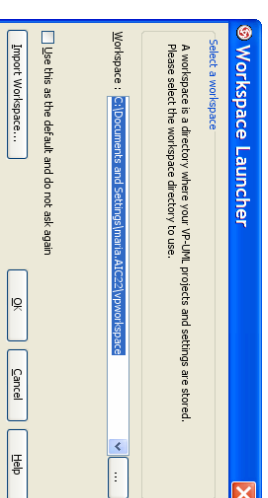 Workspace Launcher
Select a workspace
A workspace is a directory where your VP-UML projects and settings are stored.
Please select the workspace directory to use.
Workspace : C:\Documents and Settings\maria.AIC22\vpworkspace ...
Use this as the default and do not ask again
Import Workspace... OK Cancel Help